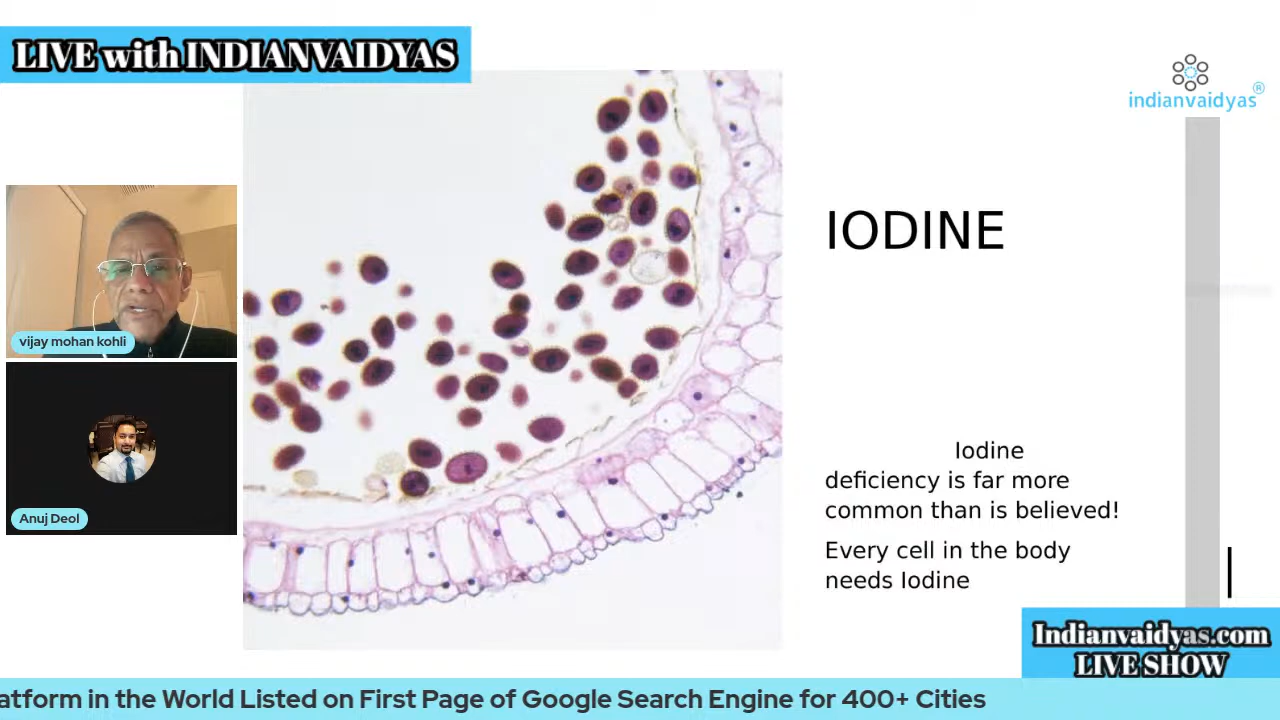 LIVE with INDIANVAIDYAS
indianvaidyas®
vijay mohan kohli
Anuj Deol
IODINE
Iodine
deficiency is far more
common than is believed!
Every cell in the body
needs Iodine
Indianvaidyas.com
LIVE SHOW
atform in the World Listed on First Page of Google Search Engine for 400+ Cities